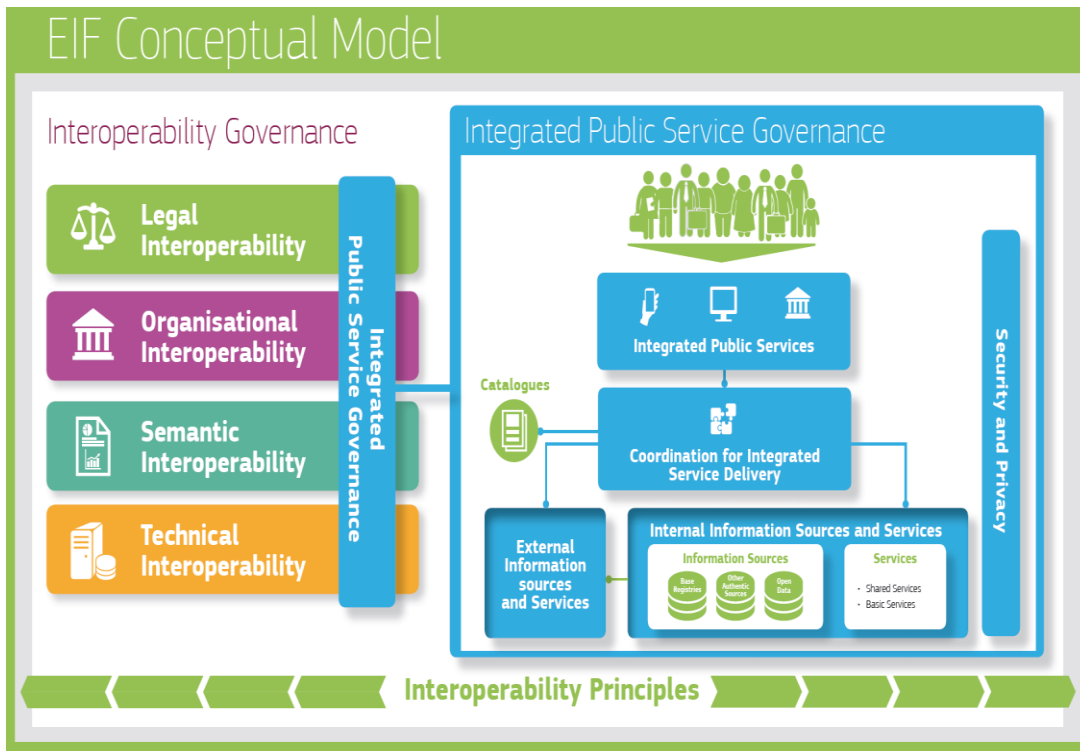 EIF Conceptual Model
Interoperability Governance
Legal
Interoperability
Organisational
Interoperability
Semantic
Interoperability
Technical
Interoperability
Integrated
Public Service Governance
Integrated Public Service Governance
Integrated Public Services
Catalogues
Coordination for Integrated
Service Delivery
External
Information
sources
and Services
Internal Information Sources and Services
Information Sources
Base
Registries
Other
Authentic
Sources
Open
Data
Services
- Shared Services
- Basic Services
Security and Privacy
Interoperability Principles